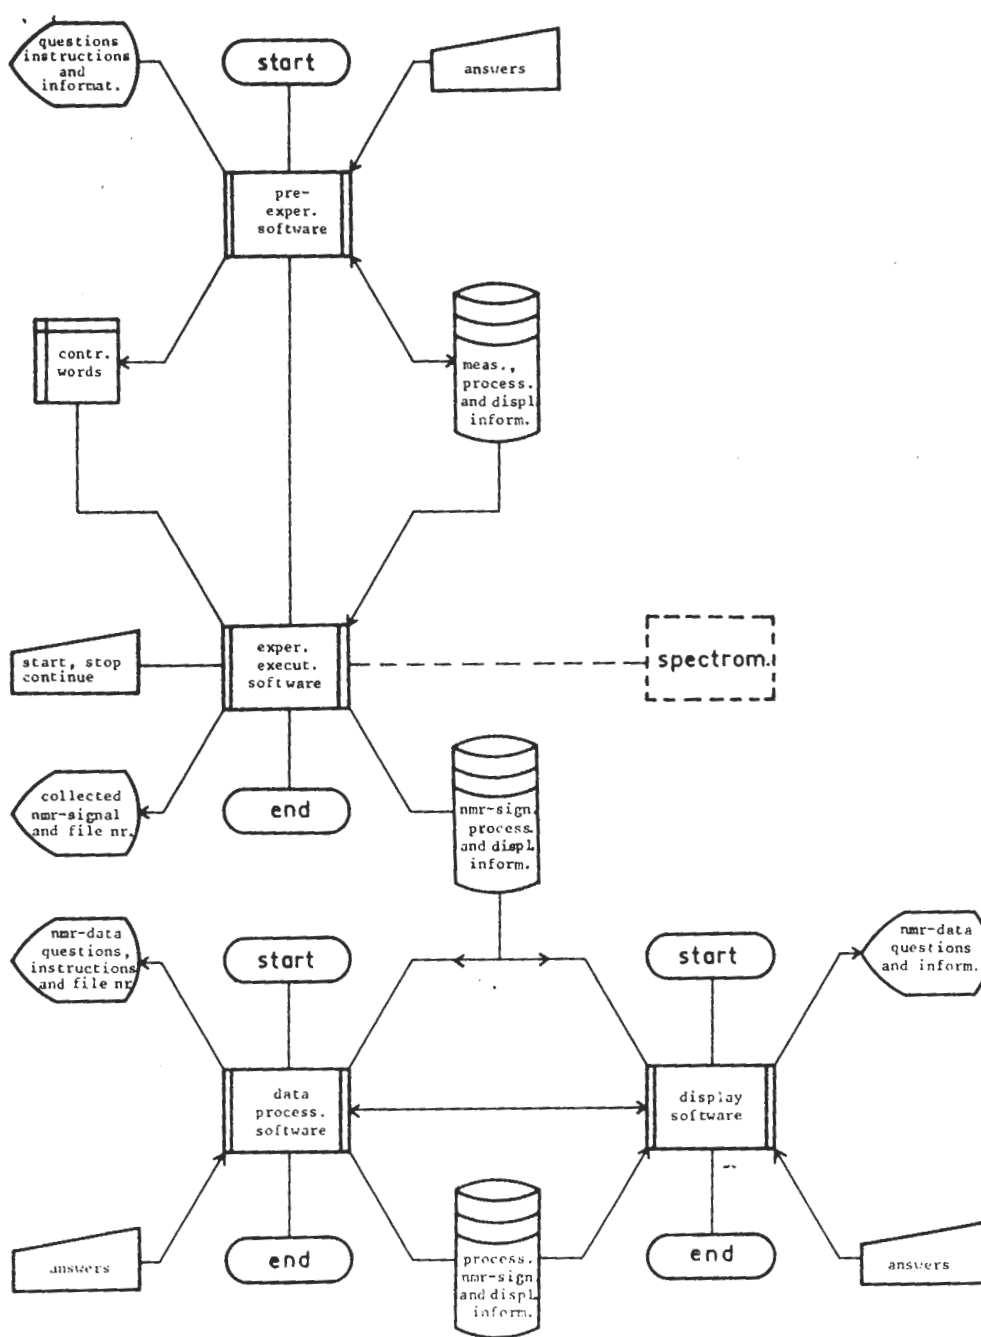 questions
instructions
and
informat.
start
answers
pre-
exper.
software
contr.
words
meas.,
process.
and displ
inform.
start, stop
continue
exper.
execut.
software
spectrom.
collected
nmr-signal
and file nr.
end
nmr-sign.
process.
and displ.
inform.
nmr-data
questions,
instructions
and file nr
start
start
nmr-data
questions
and inform.
data
process.
software
display
software
answers
end
process.
nmr-sign
and displ
inform.
end
answers